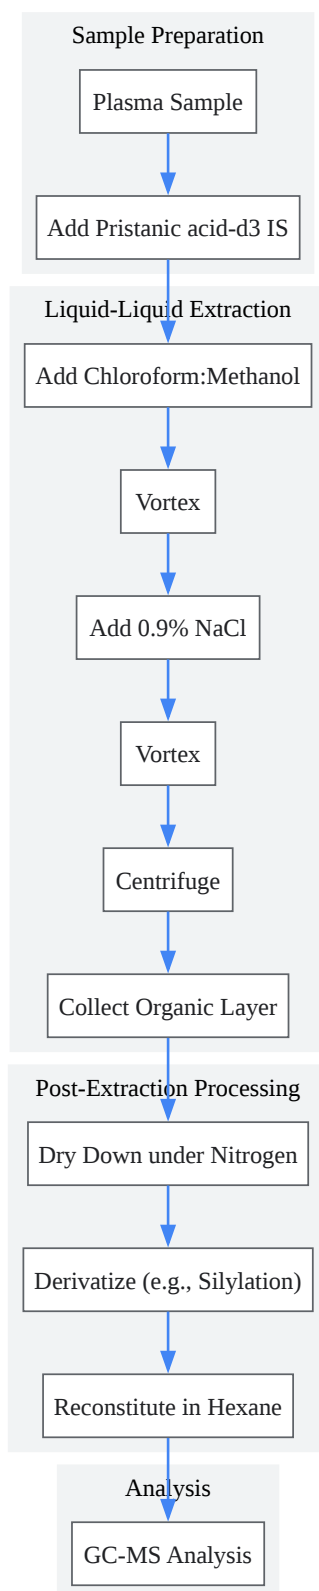 Sample Preparation
Plasma Sample
Add Pristanic acid-d3 IS
Liquid-Liquid Extraction
Add Chloroform:Methanol
Vortex
Add 0.9% NaCl
Vortex
Centrifuge
Collect Organic Layer
Post-Extraction Processing
Dry Down under Nitrogen
Derivatize (e.g., Silylation)
Reconstitute in Hexane
Analysis
GC-MS Analysis